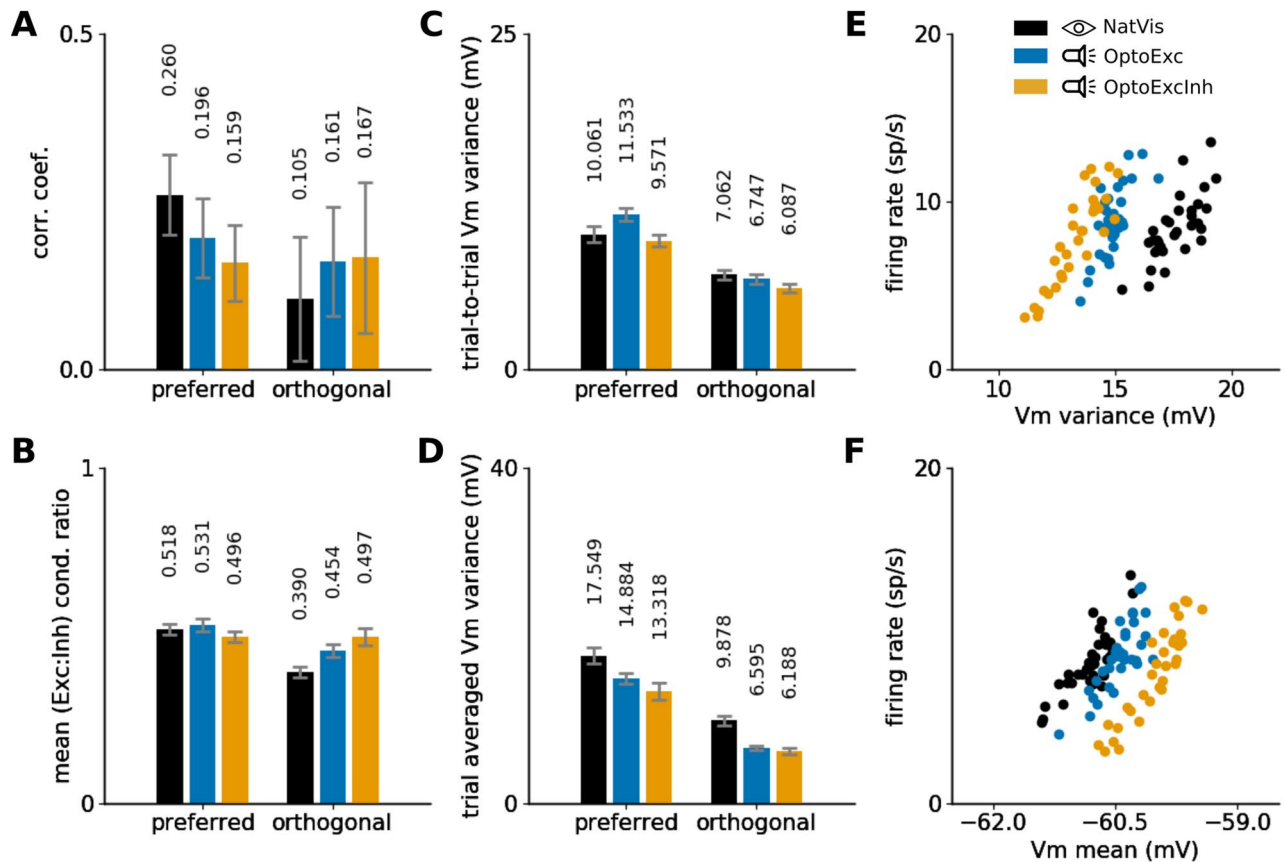 A
0.5
0.0
corr. coef.
0.260
0.196
0.159
0.105
0.161
0.167
preferred
orthogonal
C
25
0
trial-to-trial Vm variance (mV)
10.061
11.533
9.571
7.062
6.747
6.087
preferred
orthogonal
E
NatVis
OptoExc
OptoExcInh
20
10
0
firing rate (sp/s)
10
15
20
Vm variance (mV)
B
1
0
mean (Exc:Inh) cond. ratio
0.518
0.531
0.496
0.390
0.454
0.497
preferred
orthogonal
D
40
0
trial averaged Vm variance (mV)
17.549
14.884
13.318
9.878
6.595
6.188
preferred
orthogonal
F
20
0
firing rate (sp/s)
−62.0
−60.5
−59.0
Vm mean (mV)